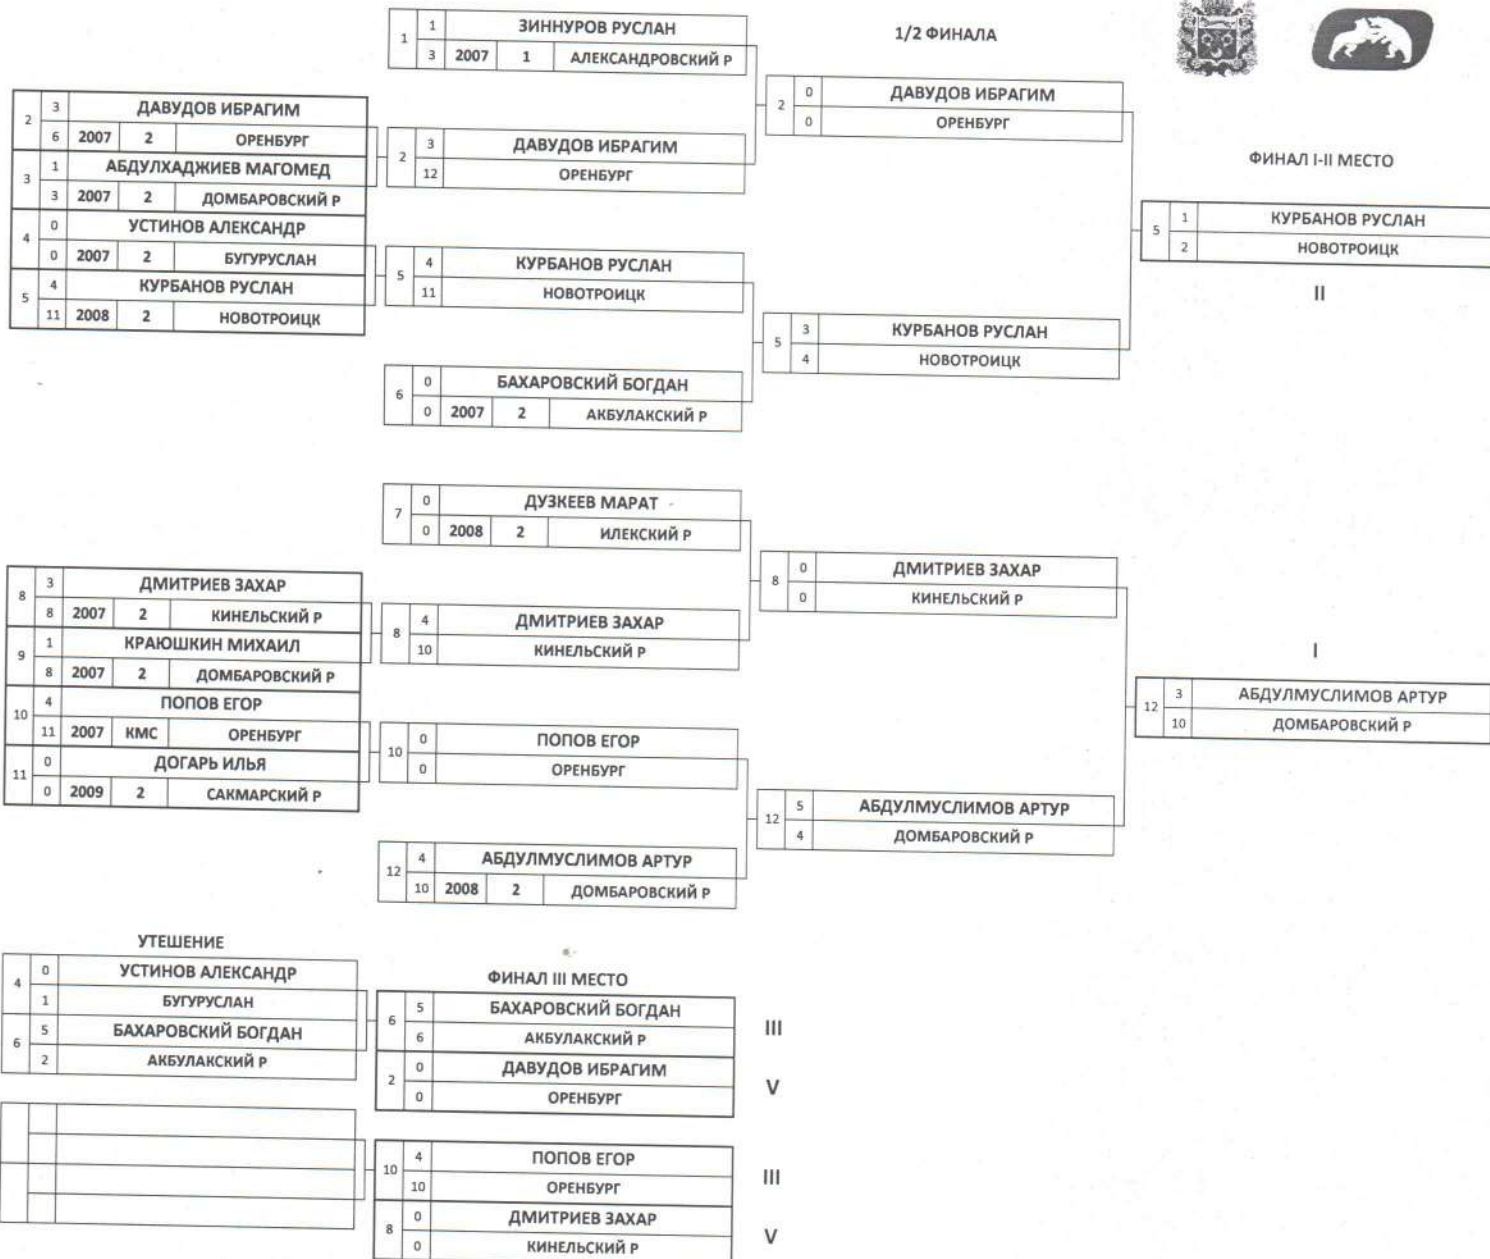 1 1 ЗИННУРОВ РУСЛАН
3 2007 1 АЛЕКСАНДРОВСКИЙ Р
1/2 ФИНАЛА
2 3 ДАВУДОВ ИБРАГИМ
6 2007 2 ОРЕНБУРГ
3 1 АБДУЛХАДЖИЕВ МАГОМЕД
3 2007 2 ДОМБАРОВСКИЙ Р
4 0 УСТИНОВ АЛЕКСАНДР
0 2007 2 БУГУРУСЛАН
5 4 КУРБАНОВ РУСЛАН
11 2008 2 НОВОТРОИЦК
2 3 ДАВУДОВ ИБРАГИМ
12 ОРЕНБУРГ
5 4 КУРБАНОВ РУСЛАН
11 НОВОТРОИЦК
6 0 БАХАРОВСКИЙ БОГДАН
0 2007 2 АКБУЛАКСКИЙ Р
2 0 ДАВУДОВ ИБРАГИМ
0 ОРЕНБУРГ
5 3 КУРБАНОВ РУСЛАН
4 НОВОТРОИЦК
ФИНАЛ I-II МЕСТО
5 1 КУРБАНОВ РУСЛАН
2 НОВОТРОИЦК
II
7 0 ДУЗКЕЕВ МАРАТ
0 2008 2 ИЛЕКСКИЙ Р
8 3 ДМИТРИЕВ ЗАХАР
8 2007 2 КИНЕЛЬСКИЙ Р
9 1 КРАЮШКИН МИХАИЛ
8 2007 2 ДОМБАРОВСКИЙ Р
10 4 ПОПОВ ЕГОР
11 2007 КМС ОРЕНБУРГ
11 0 ДОГАРЬ ИЛЬЯ
0 2009 2 САКМАРСКИЙ Р
8 4 ДМИТРИЕВ ЗАХАР
10 КИНЕЛЬСКИЙ Р
10 0 ПОПОВ ЕГОР
0 ОРЕНБУРГ
12 4 АБДУЛМУСЛИМОВ АРТУР
10 2008 2 ДОМБАРОВСКИЙ Р
8 0 ДМИТРИЕВ ЗАХАР
0 КИНЕЛЬСКИЙ Р
12 5 АБДУЛМУСЛИМОВ АРТУР
4 ДОМБАРОВСКИЙ Р
I
12 3 АБДУЛМУСЛИМОВ АРТУР
10 ДОМБАРОВСКИЙ Р
УТЕШЕНИЕ
4 0 УСТИНОВ АЛЕКСАНДР
1 БУГУРУСЛАН
6 5 БАХАРОВСКИЙ БОГДАН
2 АКБУЛАКСКИЙ Р
ФИНАЛ III МЕСТО
6 5 БАХАРОВСКИЙ БОГДАН
6 АКБУЛАКСКИЙ Р
III
2 0 ДАВУДОВ ИБРАГИМ
0 ОРЕНБУРГ
V
10 4 ПОПОВ ЕГОР
10 ОРЕНБУРГ
III
8 0 ДМИТРИЕВ ЗАХАР
0 КИНЕЛЬСКИЙ Р
V